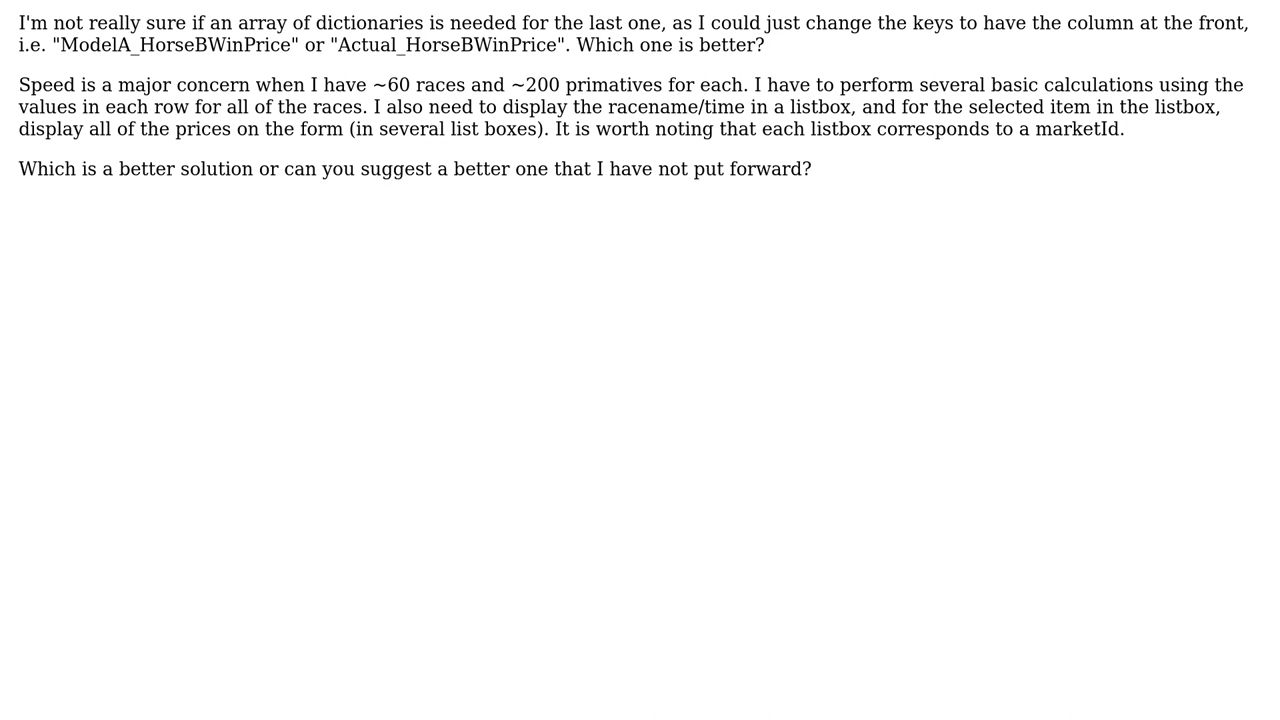 I'm not really sure if an array of dictionaries is needed for the last one, as I could just change the keys to have the column at the front,
i.e. "ModelA_HorseBWinPrice" or "Actual_HorseBWinPrice". Which one is better?
Speed is a major concern when I have ~60 races and ~200 primatives for each. I have to perform several basic calculations using the
values in each row for all of the races. I also need to display the racename/time in a listbox, and for the selected item in the listbox,
display all of the prices on the form (in several list boxes). It is worth noting that each listbox corresponds to a marketId.
Which is a better solution or can you suggest a better one that I have not put forward?